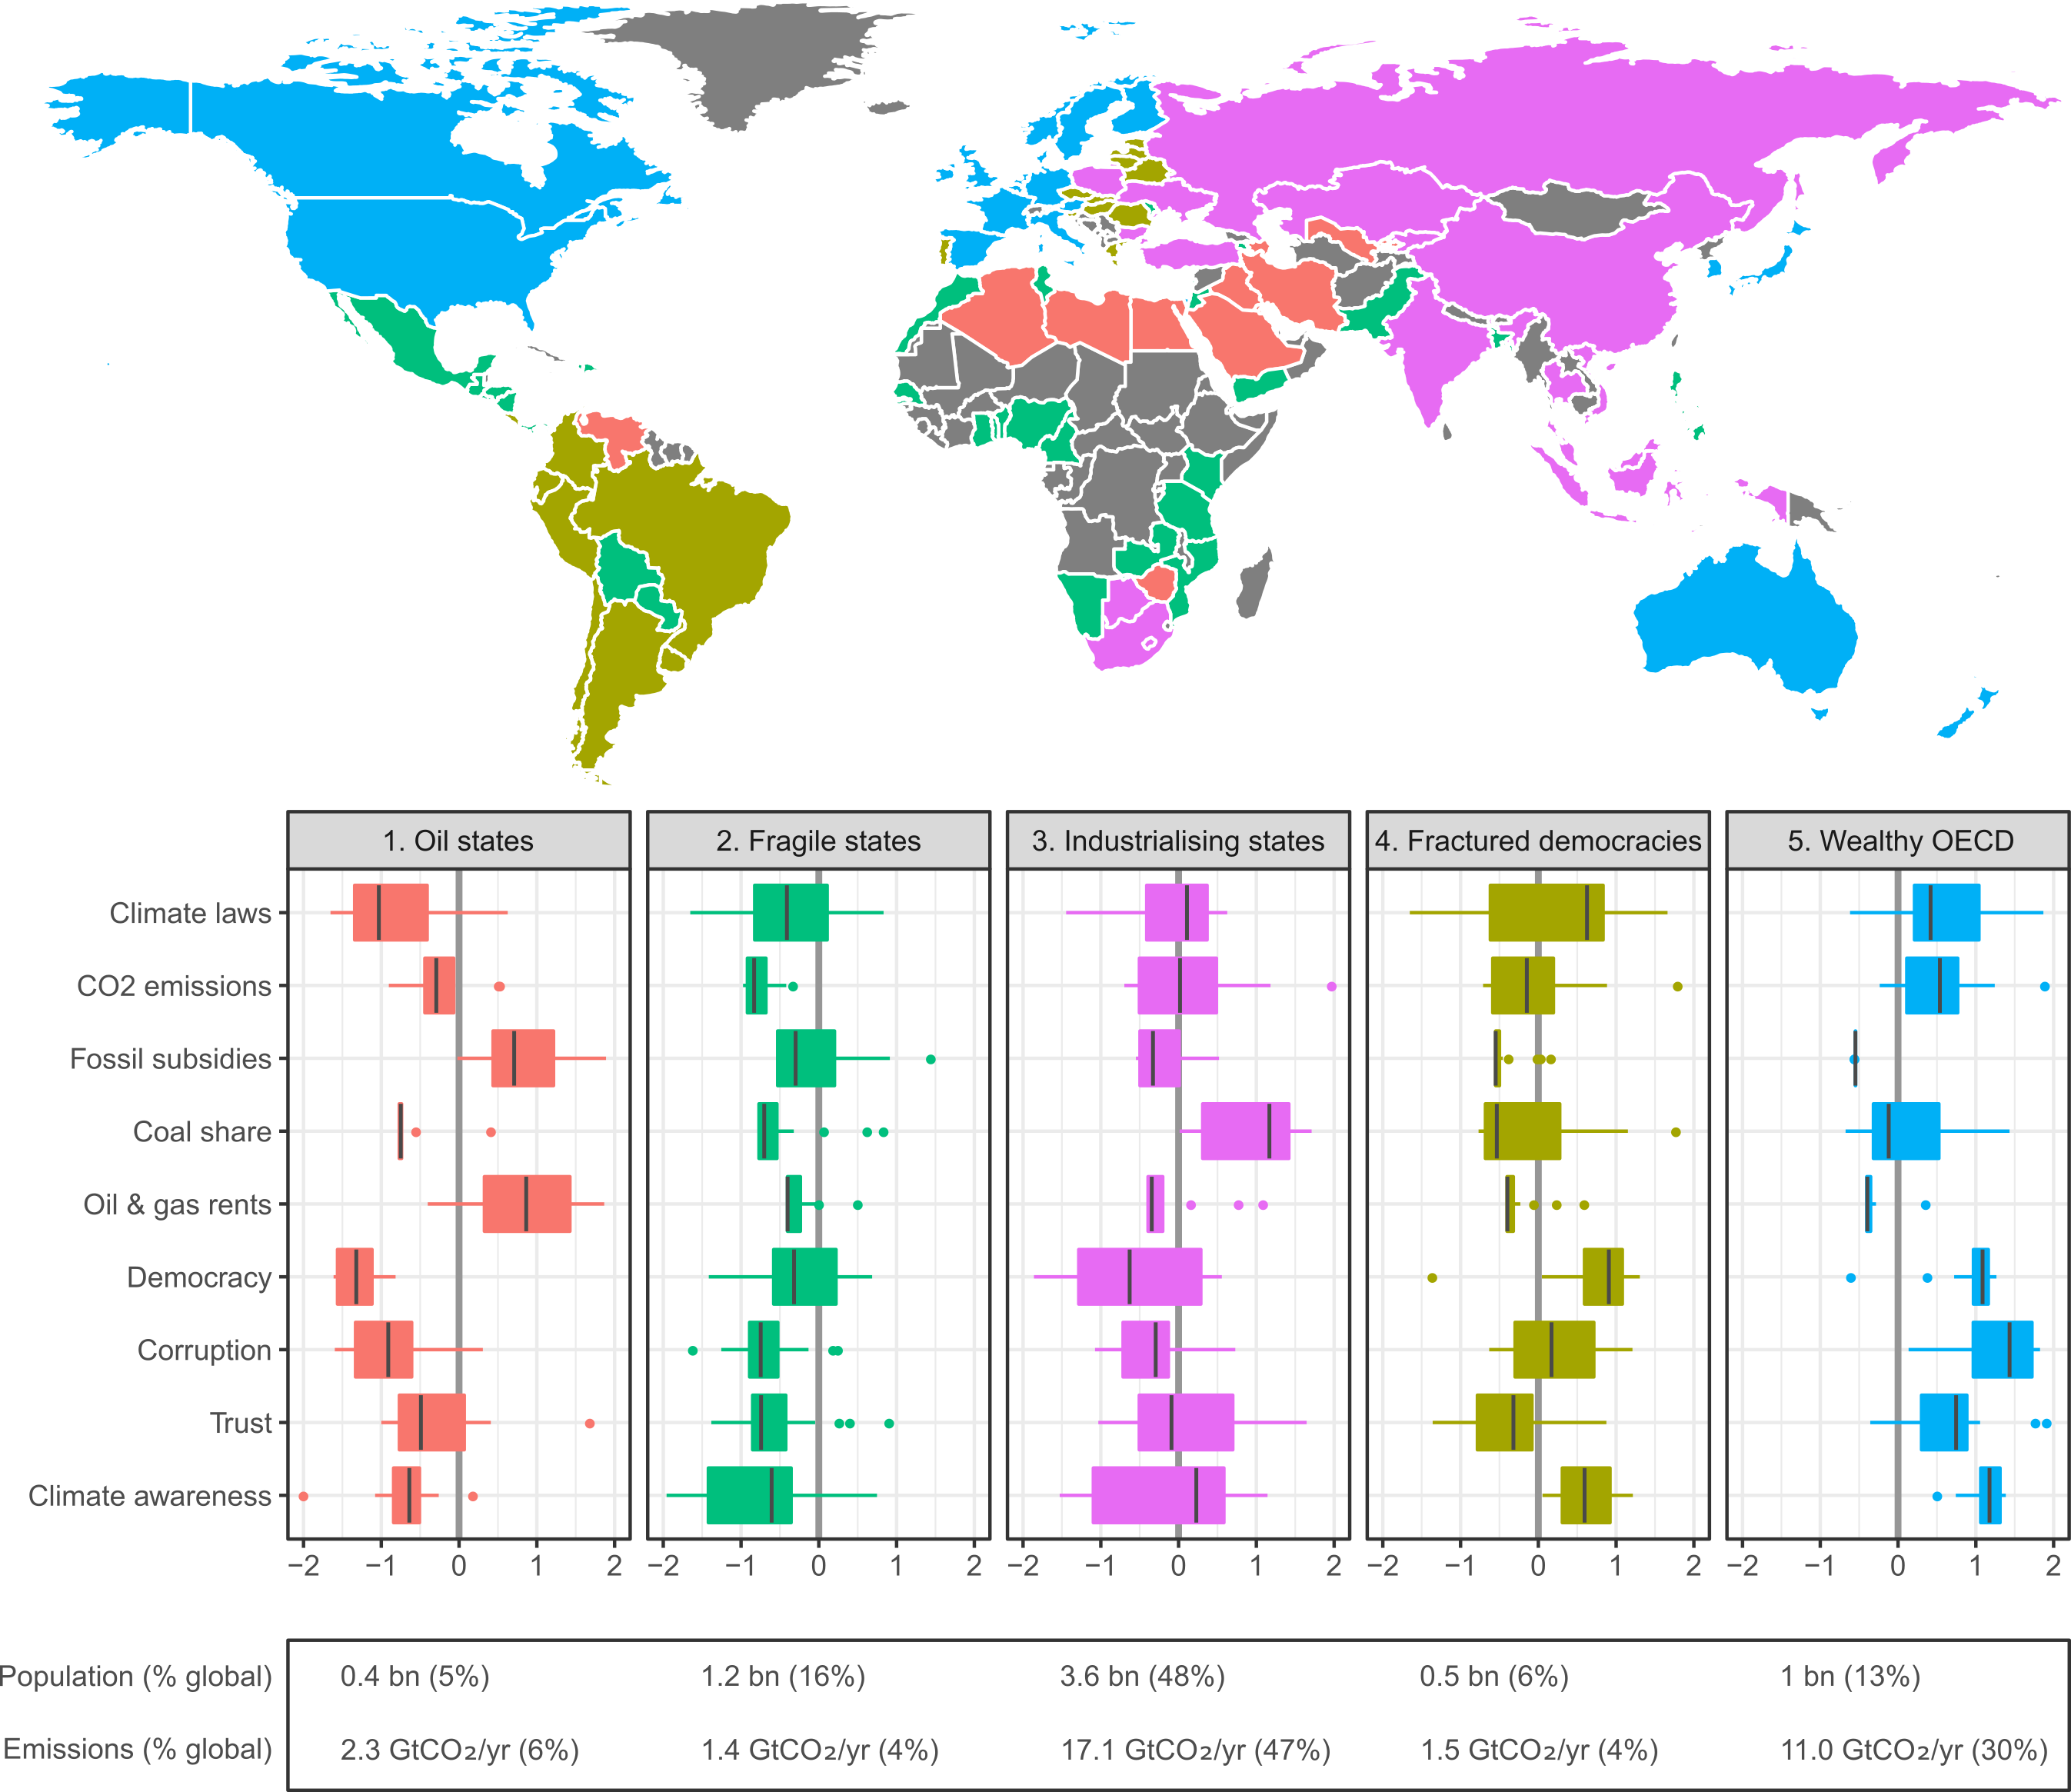 1. Oil states
2. Fragile states
3. Industrialising states
4. Fractured democracies
5. Wealthy OECD
Climate laws
CO2 emissions
Fossil subsidies
Coal share
Oil & gas rents
Democracy
Corruption
Trust
Climate awareness
−2 −1 0 1 2 −2 −1 0 1 2 −2 −1 0 1 2 −2 −1 0 1 2 −2 −1 0 1 2
Population (% global) 0.4 bn (5%) 1.2 bn (16%) 3.6 bn (48%) 0.5 bn (6%) 1 bn (13%)
Emissions (% global) 2.3 GtCO₂/yr (6%) 1.4 GtCO₂/yr (4%) 17.1 GtCO₂/yr (47%) 1.5 GtCO₂/yr (4%) 11.0 GtCO₂/yr (30%)